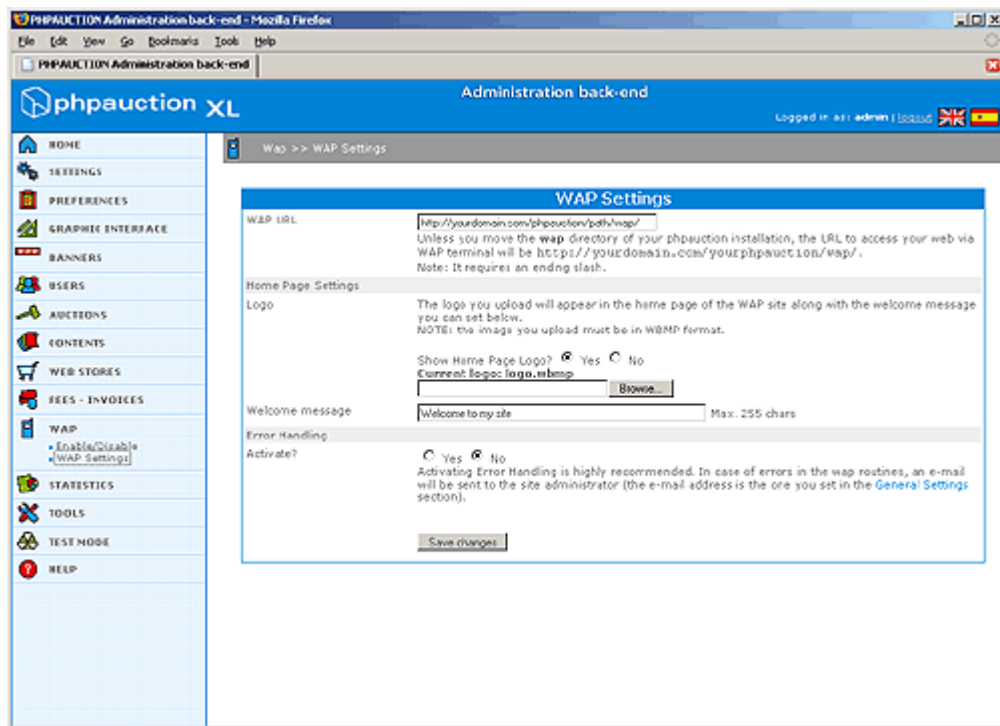 PHPAUCTION Administration back-end - Mozilla Firefox
File Edit View Go Bookmarks Tools Help
PHPAUCTION Administration back-end
phpauction XL
Administration back-end
Logged in as: admin | logout
HOME
SETTINGS
PREFERENCES
GRAPHIC INTERFACE
BANNERS
USERS
AUCTIONS
CONTENTS
WEB STORES
FEES - INVOICES
WAP
Enable/Disable
WAP Settings
STATISTICS
TOOLS
TEST MODE
HELP
Wap >> WAP Settings
WAP Settings
WAP URL
http://yourdomain.com/phpauction/path/wap/
Unless you move the wap directory of your phpauction installation, the URL to access your web via
WAP terminal will be http://yourdomain.com/yourphpauction/wap/.
Note: It requires an ending slash.
Home Page Settings
Logo
The logo you upload will appear in the home page of the WAP site along with the welcome message
you can set below.
NOTE: the image you upload must be in WBMP format.
Show Home Page Logo? Yes No
Current logo: logo.wbmp
Browse...
Welcome message
Welcome to my site
Max. 255 chars
Error Handling
Activate?
Yes No
Activating Error Handling is highly recommended. In case of errors in the wap routines, an e-mail
will be sent to the site administrator (the e-mail address is the one you set in the General Settings
section).
Save changes